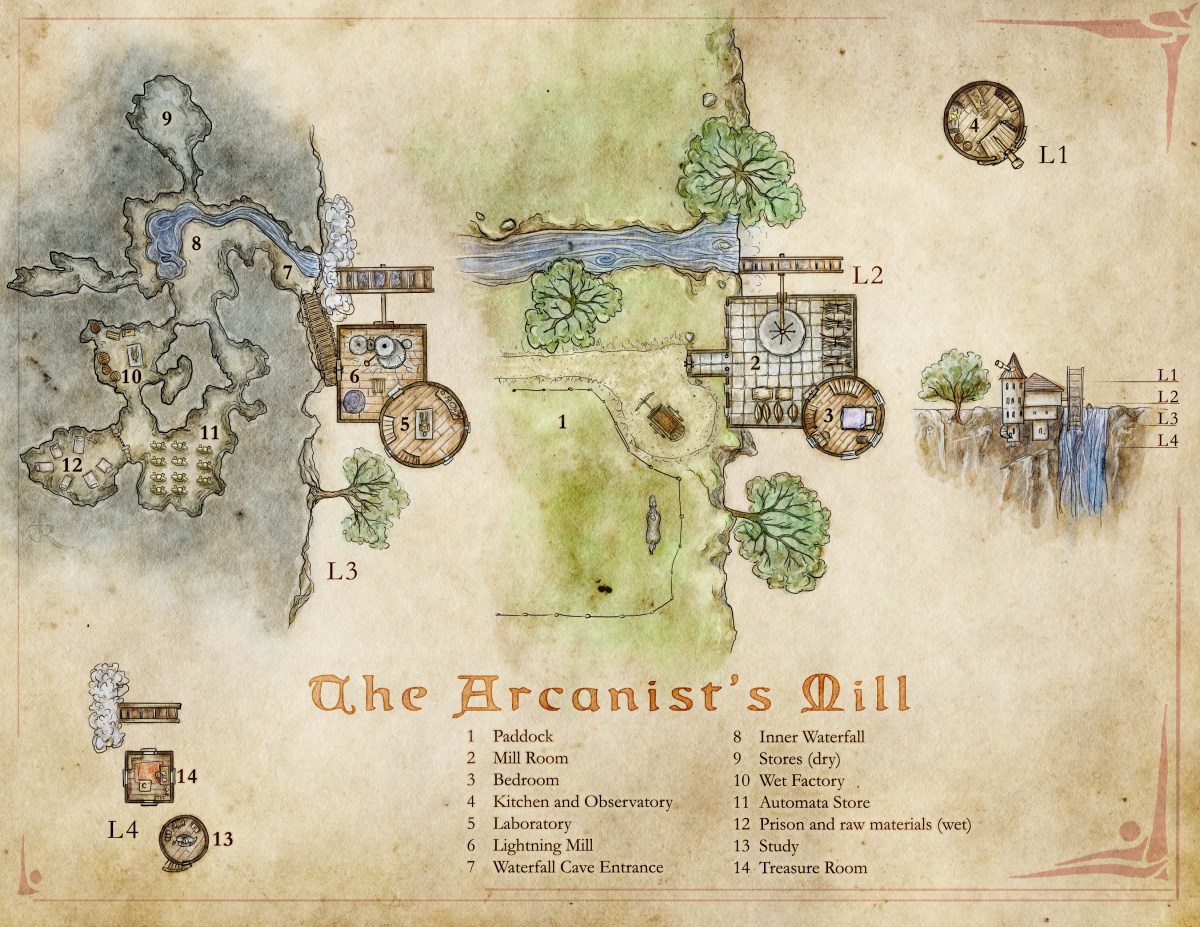 9
4
L1
8
7
L2
6
5
10
11
12
2
3
1
L1
L2
L3
L4
L3
The Arcanist's Mill
1 Paddock
2 Mill Room
3 Bedroom
4 Kitchen and Observatory
5 Laboratory
6 Lightning Mill
7 Waterfall Cave Entrance
8 Inner Waterfall
9 Stores (dry)
10 Wet Factory
11 Automata Store
12 Prison and raw materials (wet)
13 Study
14 Treasure Room
14
L4
13